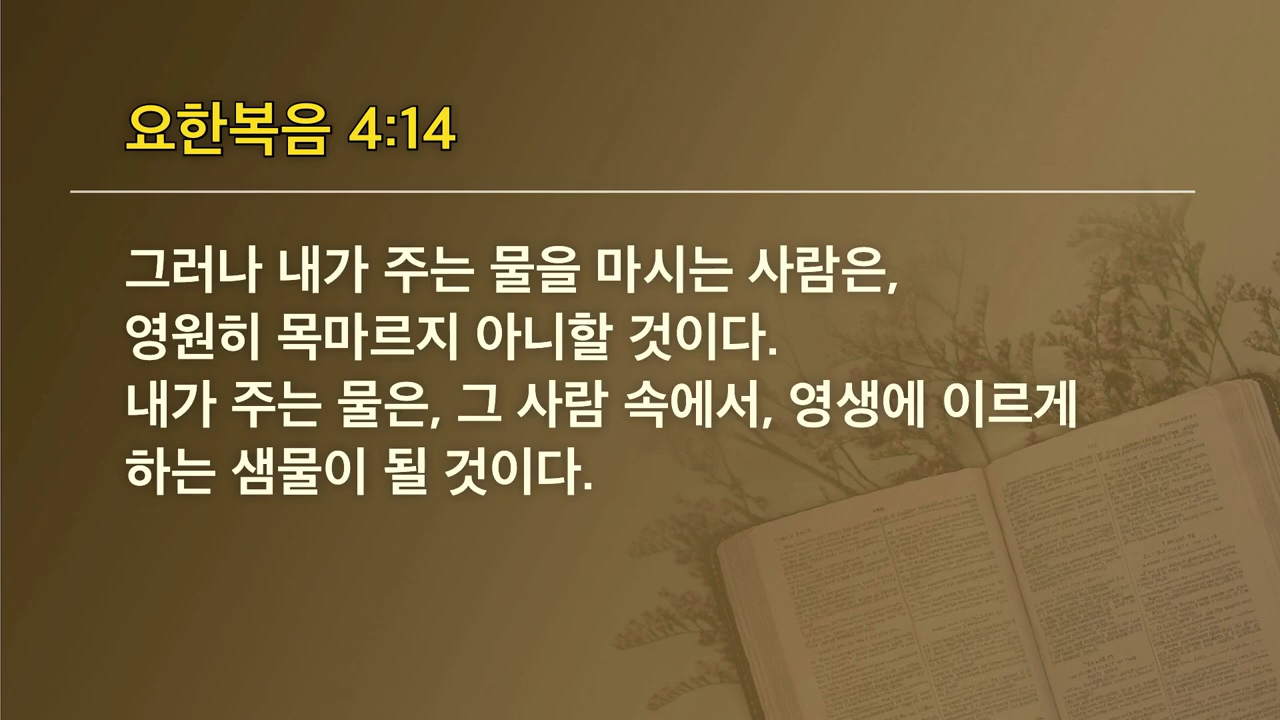 요한복음 4:14
그러나 내가 주는 물을 마시는 사람은,
영원히 목마르지 아니할 것이다.
내가 주는 물은, 그 사람 속에서, 영생에 이르게
하는 샘물이 될 것이다.